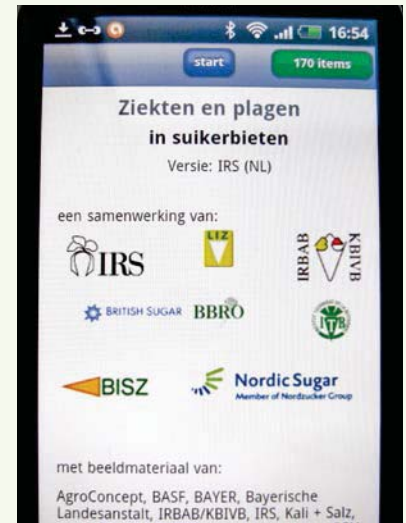 16:54
start 170 items
Ziekten en plagen
in suikerbieten
Versie: IRS (NL)
een samenwerking van:
IRS LIZ IRBAB KBIVB
BRITISH SUGAR BBRO ITB
BISZ Nordic Sugar
Member of Nordzucker Group
met beeldmateriaal van:
AgroConcept, BASF, BAYER, Bayerische
Landesanstalt, IRBAB/KBIVB, IRS, Kali + Salz,